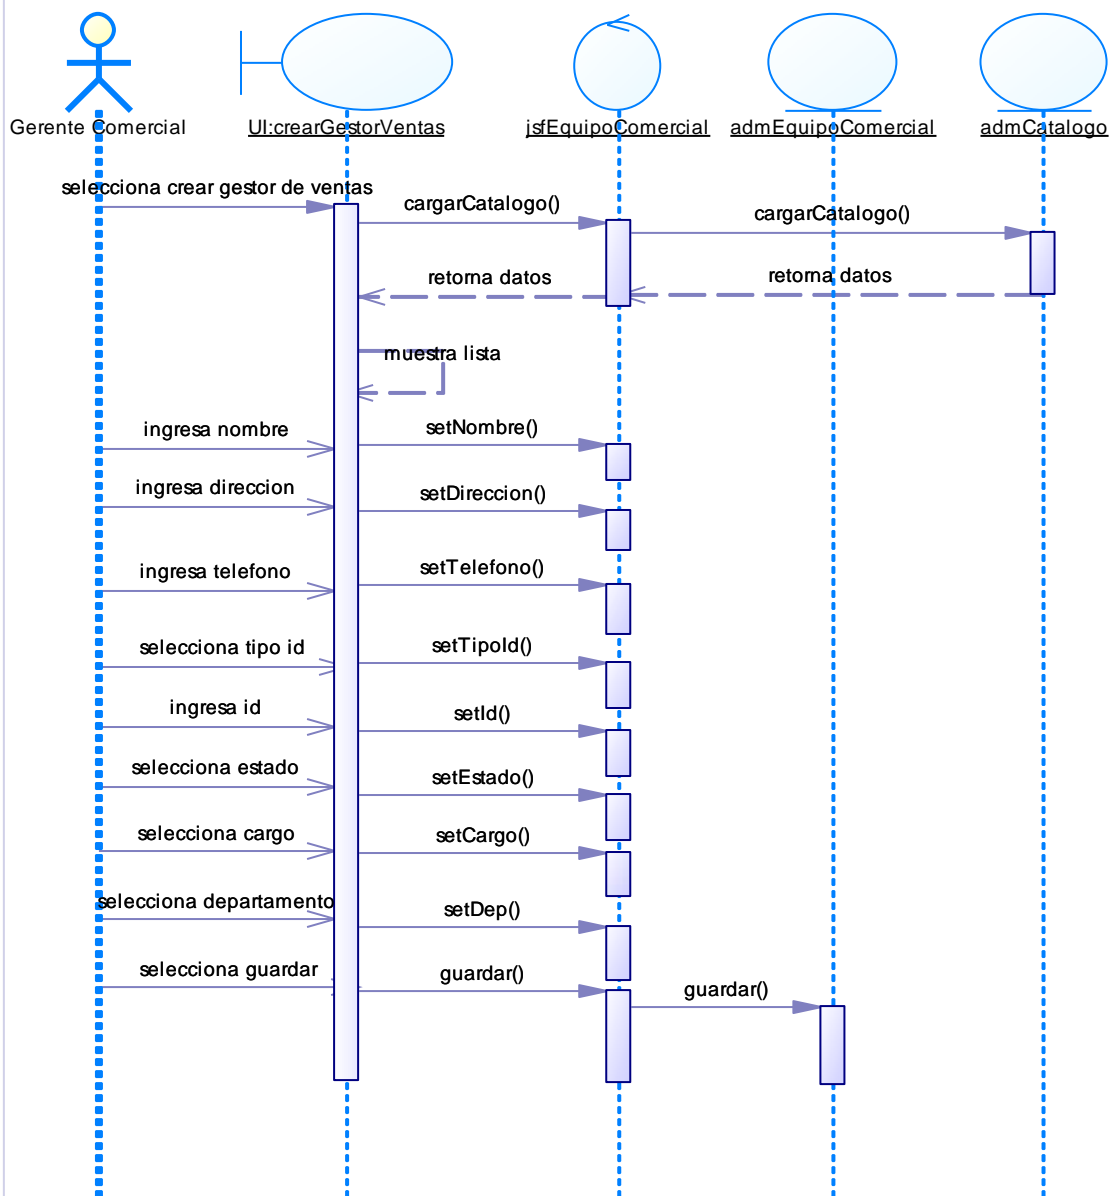 Gerente Comercial
UI:crearGestorVentas
jsfEquipoComercial
admEquipoComercial
admCatalogo
selecciona crear gestor de ventas
cargarCatalogo()
cargarCatalogo()
retorna datos
retorna datos
muestra lista
ingresa nombre
setNombre()
ingresa direccion
setDireccion()
ingresa telefono
setTelefono()
selecciona tipo id
setTipoId()
ingresa id
setId()
selecciona estado
setEstado()
selecciona cargo
setCargo()
selecciona departamento
setDep()
selecciona guardar
guardar()
guardar()